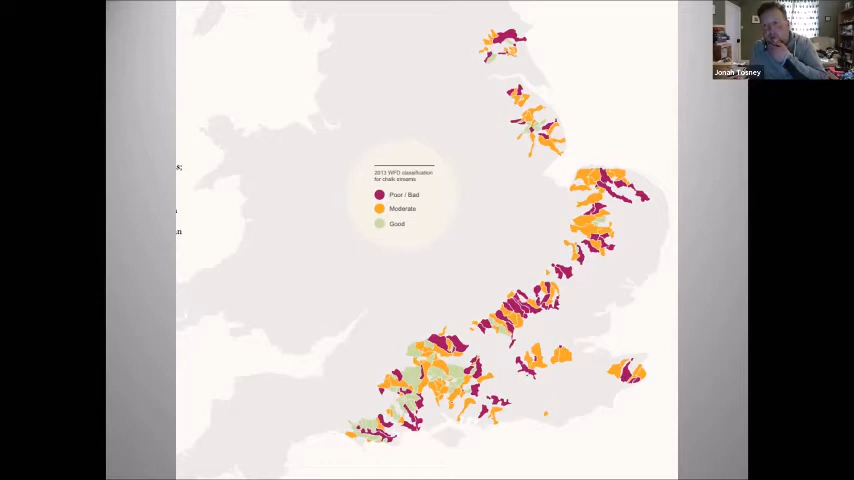 Jonah Tosney
s;
n
2013 WFD classification
for chalk streams
Poor / Bad
Moderate
Good